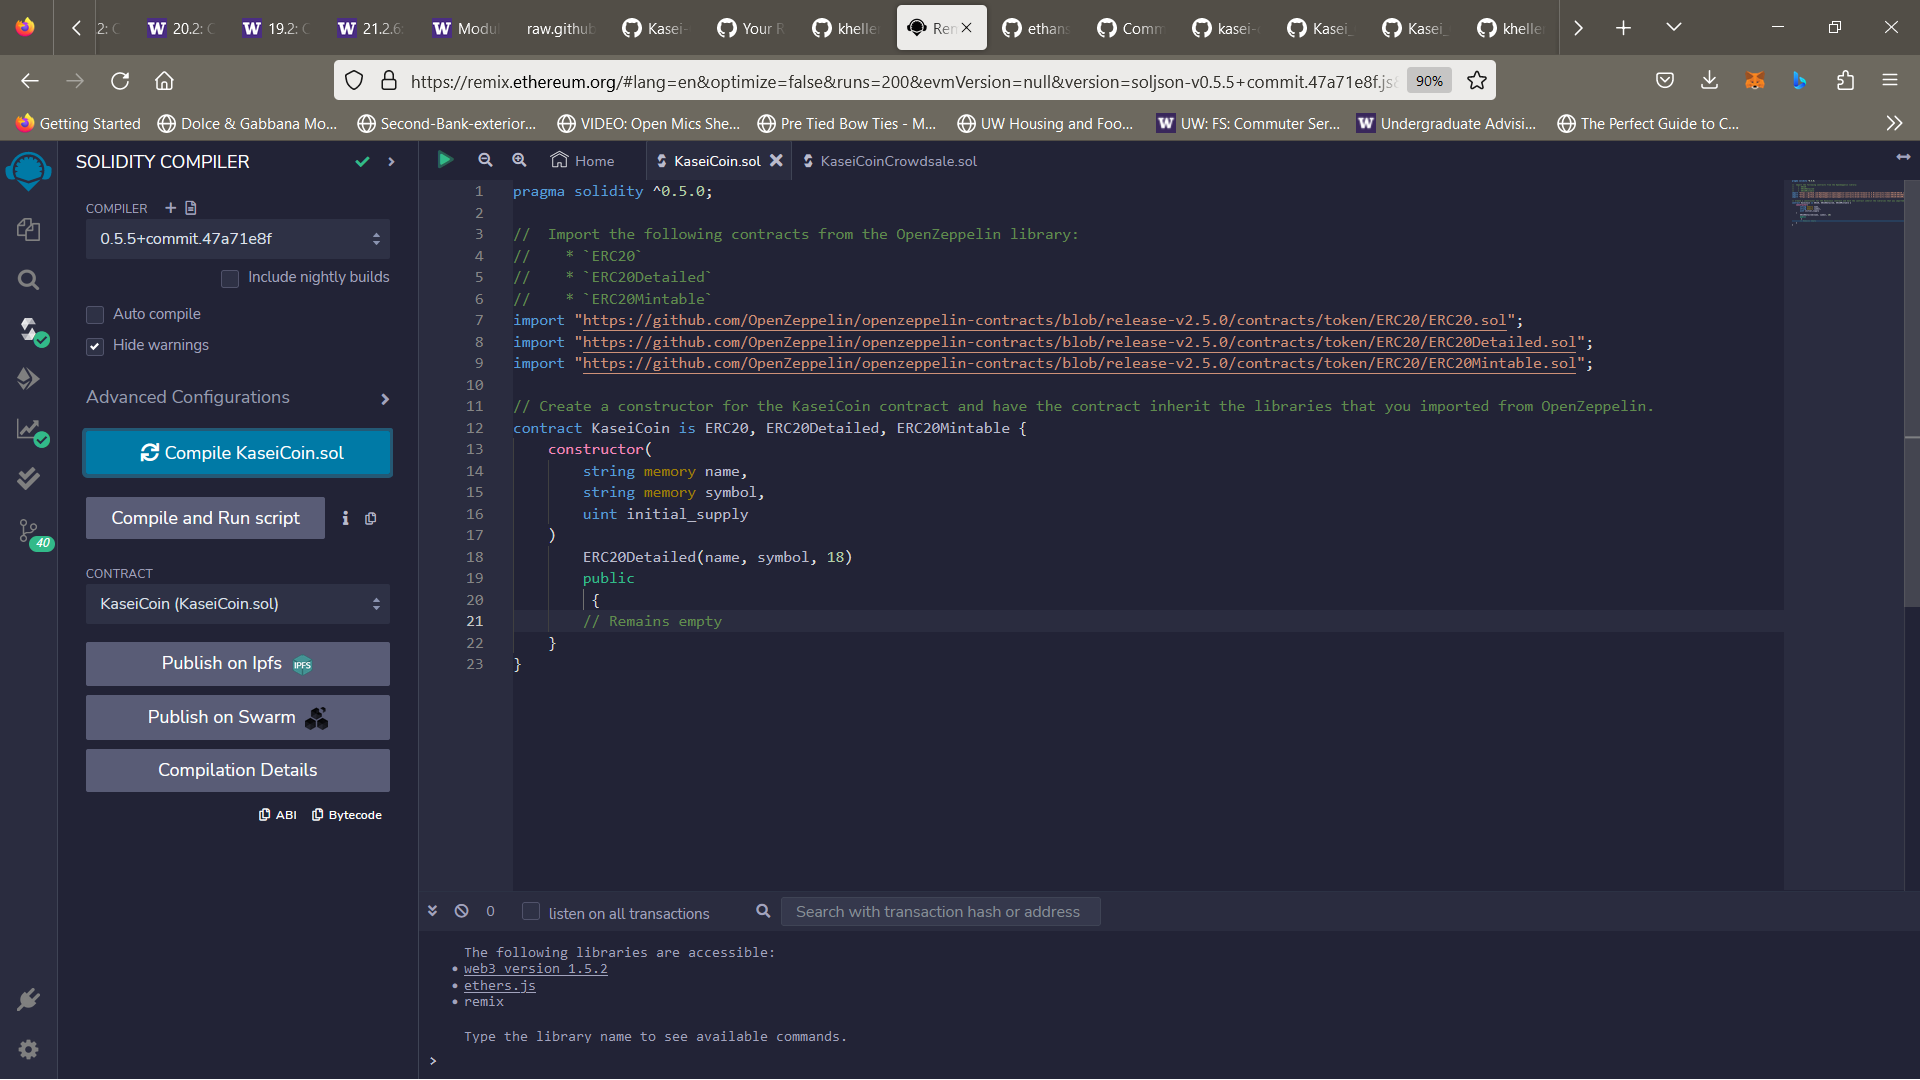 2: C
20.2: C
19.2: C
21.2.6:
Modu
raw.github
Kasei-
Your R
kheller
Ren
ethans
Comm
kasei-c
Kasei_
Kasei_
kheller
https://remix.ethereum.org/#lang=en&optimize=false&runs=200&evmVersion=null&version=soljson-v0.5.5+commit.47a71e8f.js
90%
Getting Started
Dolce & Gabbana Mo...
Second-Bank-exterior...
VIDEO: Open Mics She...
Pre Tied Bow Ties - M...
UW Housing and Foo...
UW: FS: Commuter Ser...
Undergraduate Advisi...
The Perfect Guide to C...
SOLIDITY COMPILER
COMPILER
0.5.5+commit.47a71e8f
Include nightly builds
Auto compile
Hide warnings
Advanced Configurations
Compile KaseiCoin.sol
Compile and Run script
CONTRACT
KaseiCoin (KaseiCoin.sol)
Publish on Ipfs IPFS
Publish on Swarm
Compilation Details
ABI Bytecode
40
Home
KaseiCoin.sol
KaseiCoinCrowdsale.sol
1 pragma solidity ^0.5.0;
2
3 //  Import the following contracts from the OpenZeppelin library:
4 //    * `ERC20`
5 //    * `ERC20Detailed`
6 //    * `ERC20Mintable`
7 import "https://github.com/OpenZeppelin/openzeppelin-contracts/blob/release-v2.5.0/contracts/token/ERC20/ERC20.sol";
8 import "https://github.com/OpenZeppelin/openzeppelin-contracts/blob/release-v2.5.0/contracts/token/ERC20/ERC20Detailed.sol";
9 import "https://github.com/OpenZeppelin/openzeppelin-contracts/blob/release-v2.5.0/contracts/token/ERC20/ERC20Mintable.sol";
10
11 // Create a constructor for the KaseiCoin contract and have the contract inherit the libraries that you imported from OpenZeppelin.
12 contract KaseiCoin is ERC20, ERC20Detailed, ERC20Mintable {
13     constructor(
14         string memory name,
15         string memory symbol,
16         uint initial_supply
17     )
18         ERC20Detailed(name, symbol, 18)
19         public
20          {
21         // Remains empty
22     }
23 }
0
listen on all transactions
Search with transaction hash or address
The following libraries are accessible:
• web3 version 1.5.2
• ethers.js
• remix
Type the library name to see available commands.
>